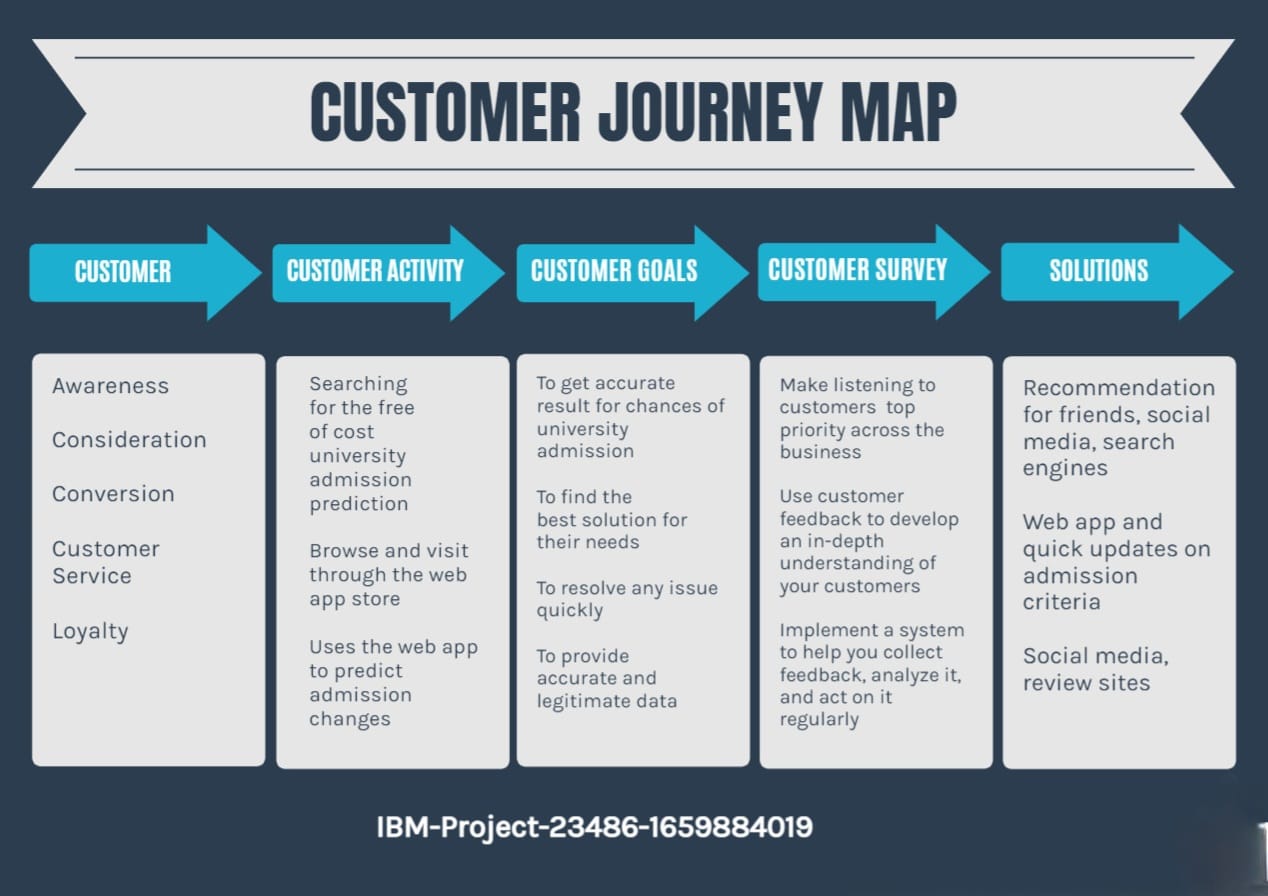 CUSTOMER JOURNEY MAP
CUSTOMER
CUSTOMER ACTIVITY
CUSTOMER GOALS
CUSTOMER SURVEY
SOLUTIONS
Awareness
Consideration
Conversion
Customer
Service
Loyalty
Searching
for the free
of cost
university
admission
prediction
Browse and visit
through the web
app store
Uses the web app
to predict
admission
changes
To get accurate
result for chances of
university
admission
To find the
best solution for
their needs
To resolve any issue
quickly
To provide
accurate and
legitimate data
Make listening to
customers top
priority across the
business
Use customer
feedback to develop
an in-depth
understanding of
your customers
Implement a system
to help you collect
feedback, analyze it,
and act on it
regularly
Recommendation
for friends, social
media, search
engines
Web app and
quick updates on
admission
criteria
Social media,
review sites
IBM-Project-23486-1659884019